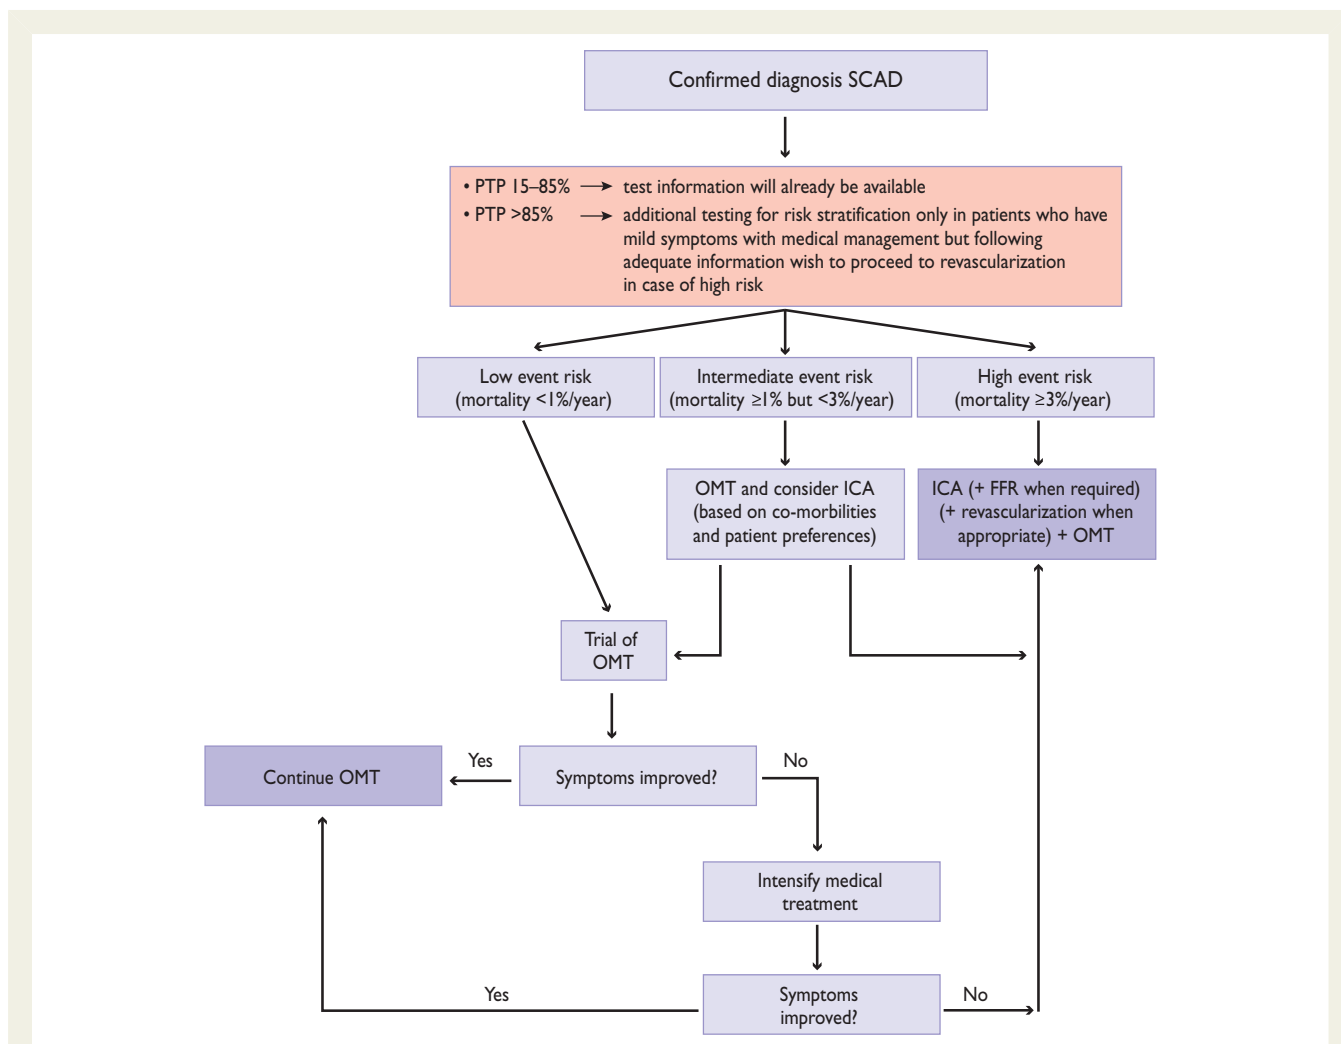 Confirmed diagnosis SCAD
• PTP 15–85% → test information will already be available
• PTP >85% → additional testing for risk stratification only in patients who have
mild symptoms with medical management but following
adequate information wish to proceed to revascularization
in case of high risk
Low event risk
(mortality <1%/year)
Intermediate event risk
(mortality ≥1% but <3%/year)
High event risk
(mortality ≥3%/year)
OMT and consider ICA
(based on co-morbilities
and patient preferences)
ICA (+ FFR when required)
(+ revascularization when
appropriate) + OMT
Trial of
OMT
Continue OMT
Yes
Symptoms improved?
No
Intensify medical
treatment
Yes
Symptoms
improved?
No